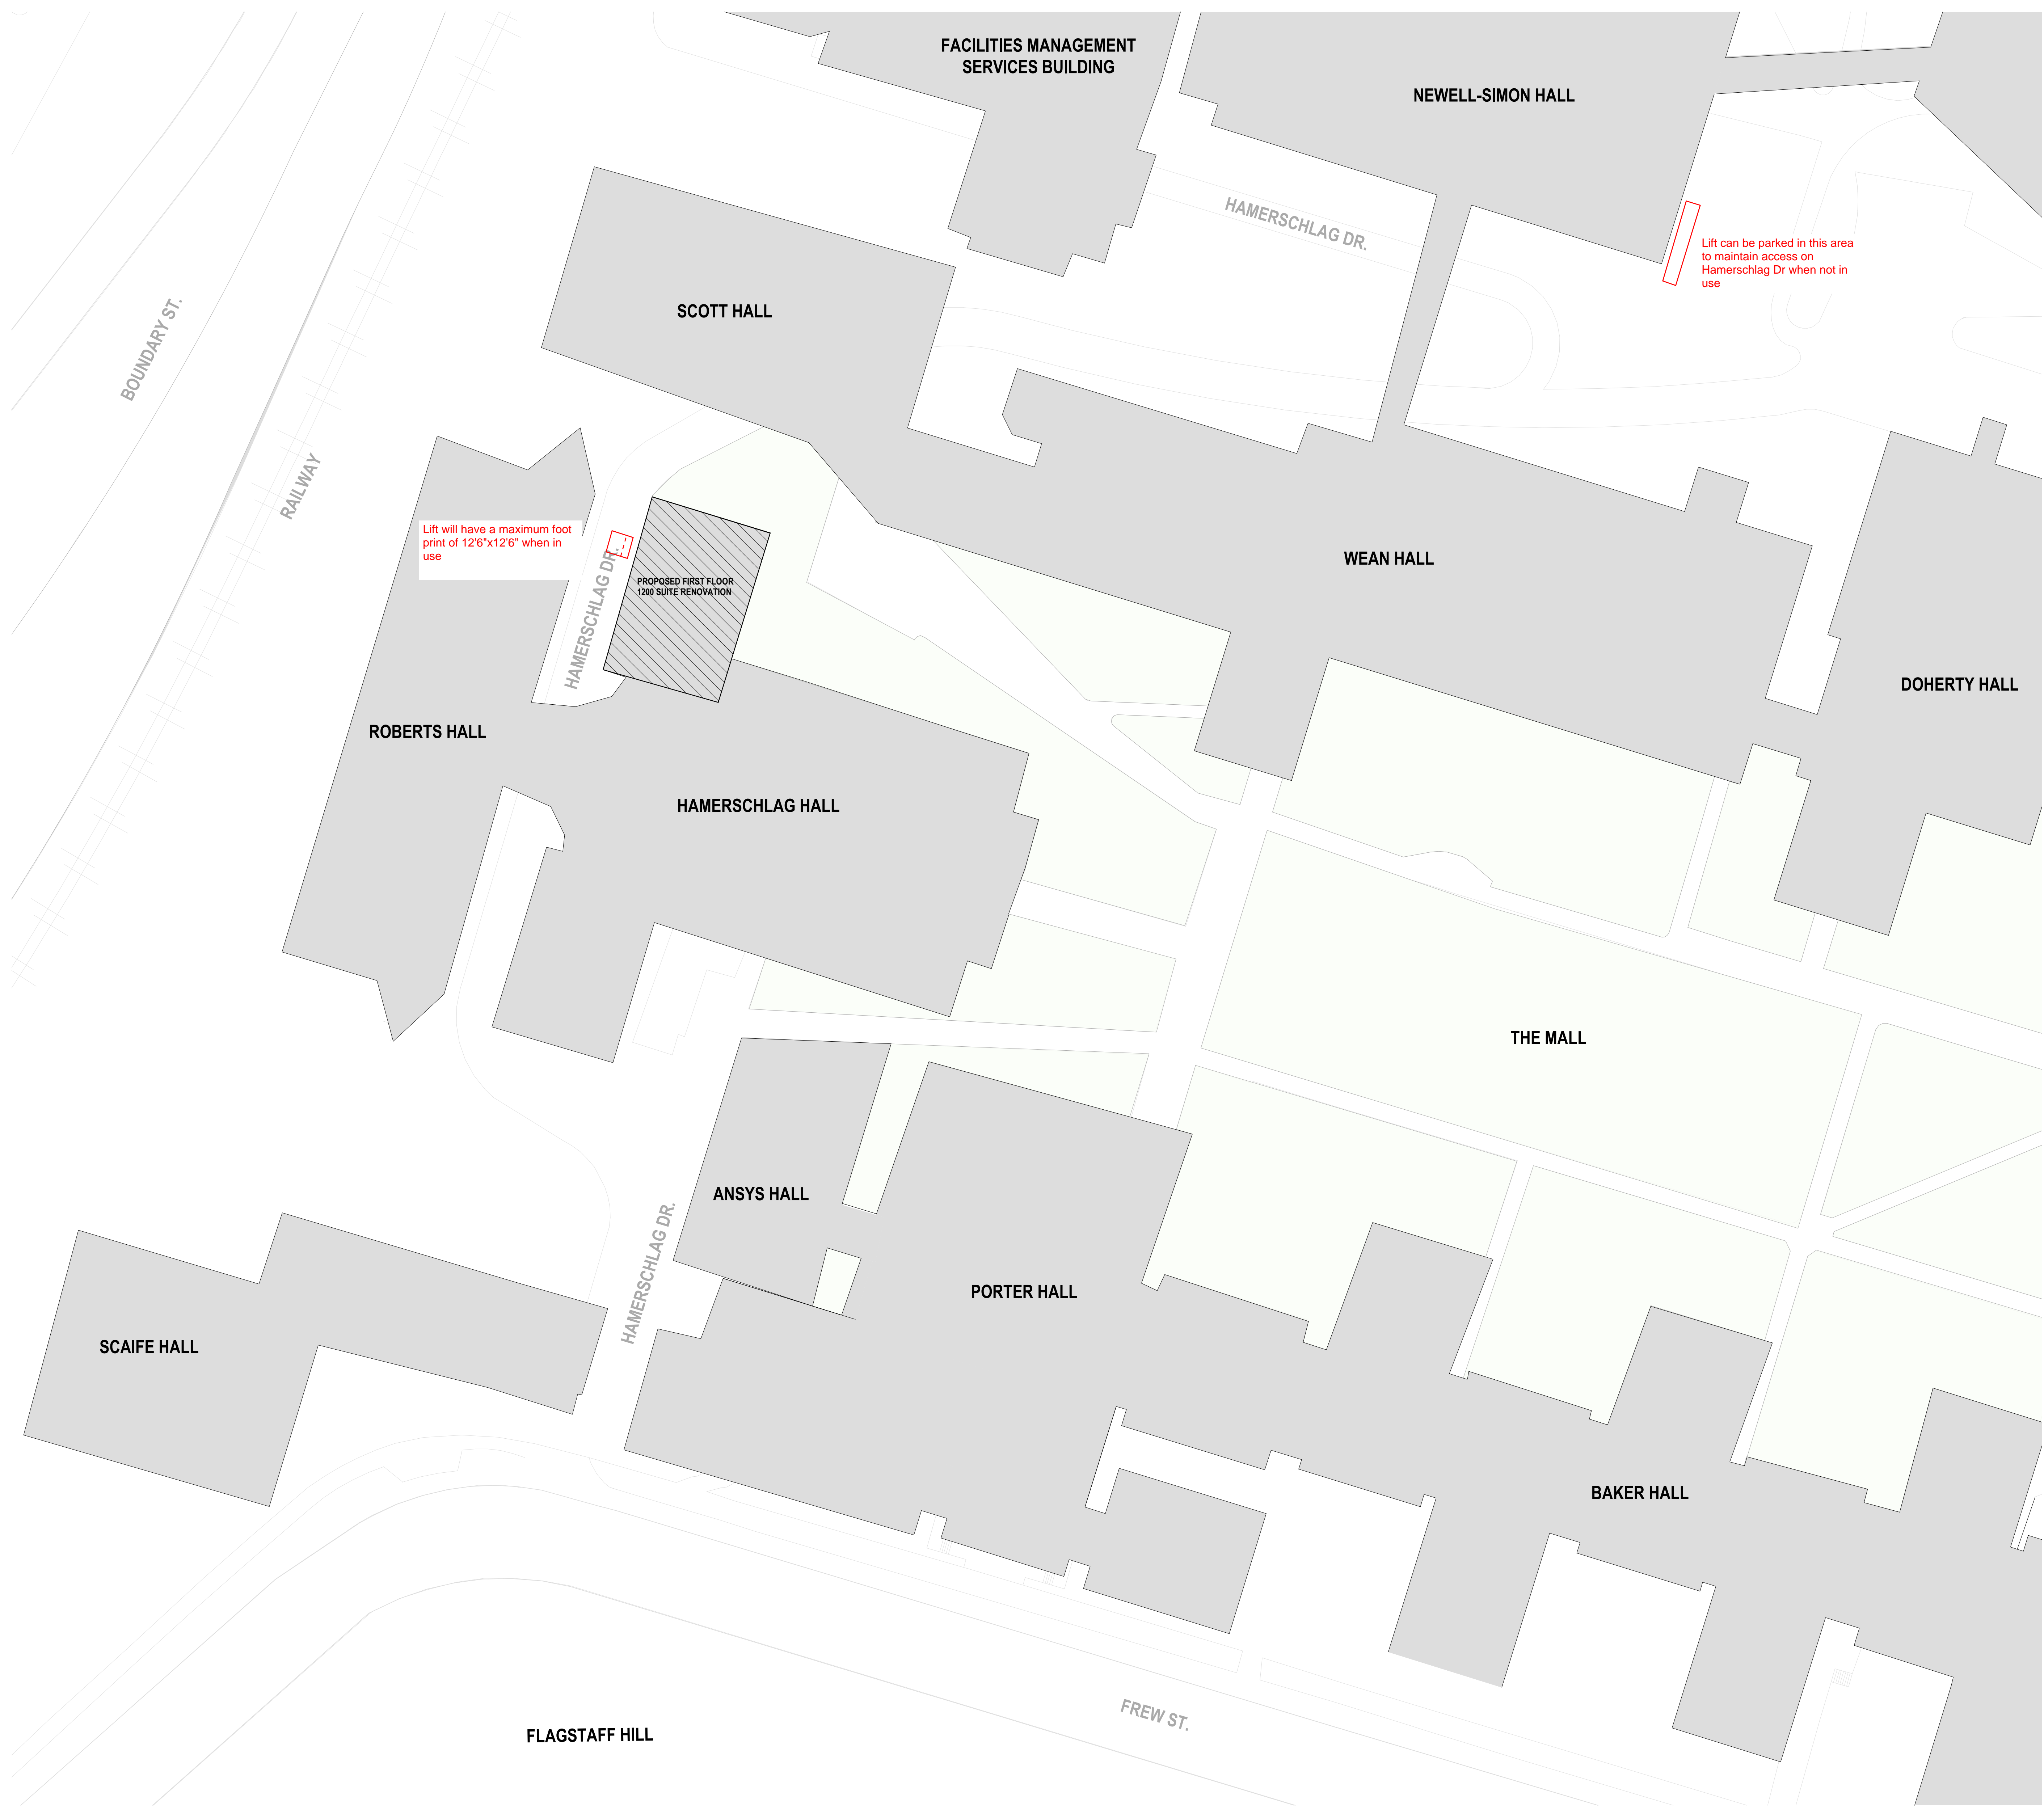 FACILITIES MANAGEMENT
SERVICES BUILDING
NEWELL-SIMON HALL
HAMERSCHLAG DR.
Lift can be parked in this area
to maintain access on
Hamerschlag Dr when not in
use
SCOTT HALL
BOUNDARY ST.
RAILWAY
Lift will have a maximum foot
print of 12'6"x12'6" when in
use
HAMERSCHLAG DR.
PROPOSED FIRST FLOOR
1200 SUITE RENOVATION
WEAN HALL
DOHERTY HALL
ROBERTS HALL
HAMERSCHLAG HALL
THE MALL
ANSYS HALL
HAMERSCHLAG DR.
PORTER HALL
SCAIFE HALL
BAKER HALL
FREW ST.
FLAGSTAFF HILL